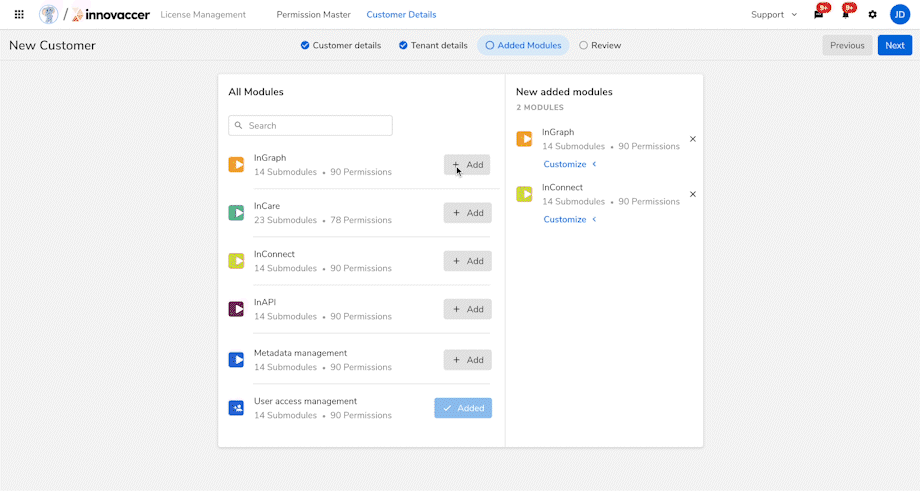 / innovaccer License Management Permission Master Customer Details Support 9+ 9+ JD
New Customer Customer details Tenant details Added Modules Review Previous Next
All Modules
Search
InGraph
14 Submodules • 90 Permissions
+ Add
InCare
23 Submodules • 78 Permissions
+ Add
InConnect
14 Submodules • 90 Permissions
+ Add
InAPI
14 Submodules • 90 Permissions
+ Add
Metadata management
14 Submodules • 90 Permissions
+ Add
User access management
14 Submodules • 90 Permissions
Added
New added modules
2 MODULES
InGraph
14 Submodules • 90 Permissions
Customize
InConnect
14 Submodules • 90 Permissions
Customize